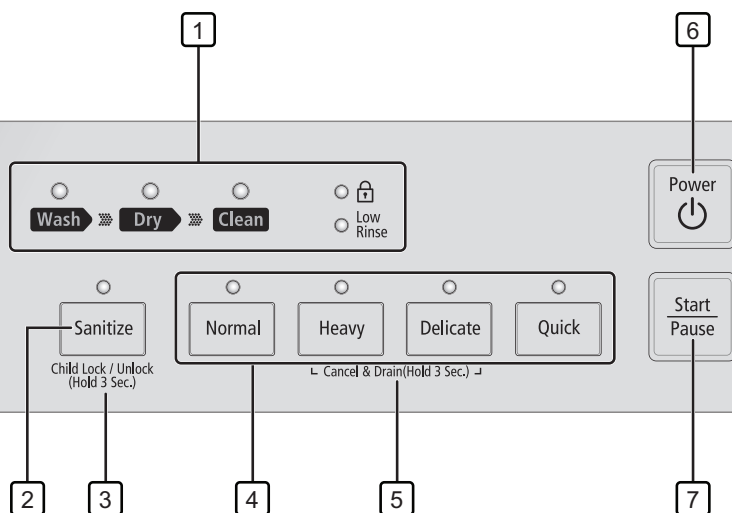 1
6
Wash
Dry
Clean
Low
Rinse
Power
Sanitize
Normal
Heavy
Delicate
Quick
Start
Pause
Child Lock / Unlock
(Hold 3 Sec.)
Cancel & Drain(Hold 3 Sec.)
2
3
4
5
7